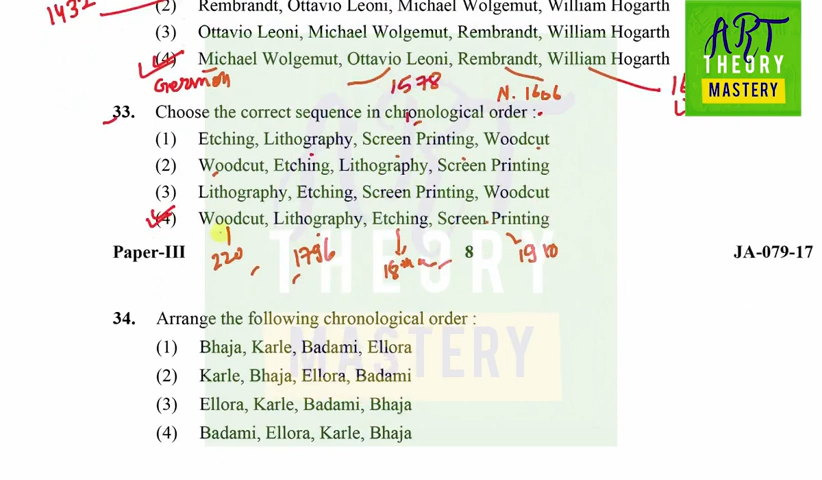 1432 (2) Rembrandt, Ottavio Leoni, Michael Wolgemut, William Hogarth
(3) Ottavio Leoni, Michael Wolgemut, Rembrandt, William Hogarth
(4) Michael Wolgemut, Ottavio Leoni, Rembrandt, William Hogarth
German 1578 N. 1606
ART
THEORY
MASTERY
33. Choose the correct sequence in chronological order :
(1) Etching, Lithography, Screen Printing, Woodcut
(2) Woodcut, Etching, Lithography, Screen Printing
(3) Lithography, Etching, Screen Printing, Woodcut
(4) Woodcut, Lithography, Etching, Screen Printing
220 1796 18th 1910
Paper-III 8 JA-079-17
THEORY
MASTERY
34. Arrange the following chronological order :
(1) Bhaja, Karle, Badami, Ellora
(2) Karle, Bhaja, Ellora, Badami
(3) Ellora, Karle, Badami, Bhaja
(4) Badami, Ellora, Karle, Bhaja